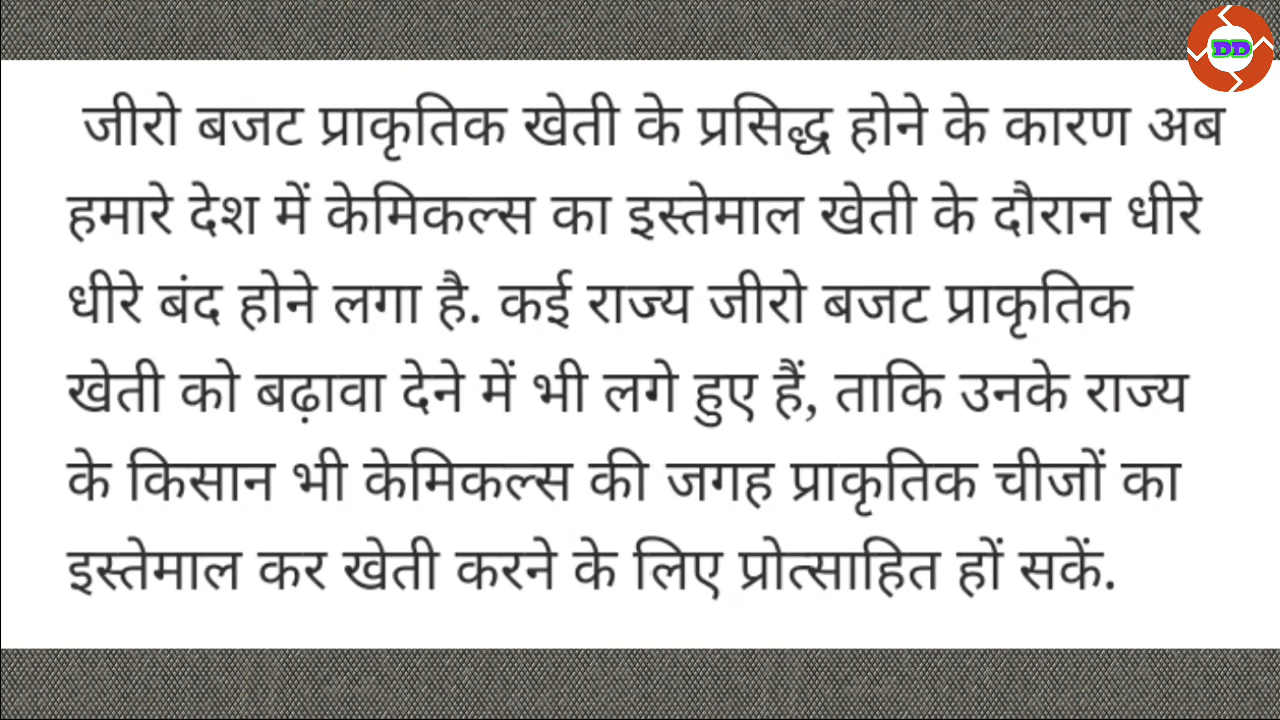 DD
जीरो बजट प्राकृतिक खेती के प्रसिद्ध होने के कारण अब
हमारे देश में केमिकल्स का इस्तेमाल खेती के दौरान धीरे
धीरे बंद होने लगा है. कई राज्य जीरो बजट प्राकृतिक
खेती को बढ़ावा देने में भी लगे हुए हैं, ताकि उनके राज्य
के किसान भी केमिकल्स की जगह प्राकृतिक चीजों का
इस्तेमाल कर खेती करने के लिए प्रोत्साहित हों सकें.